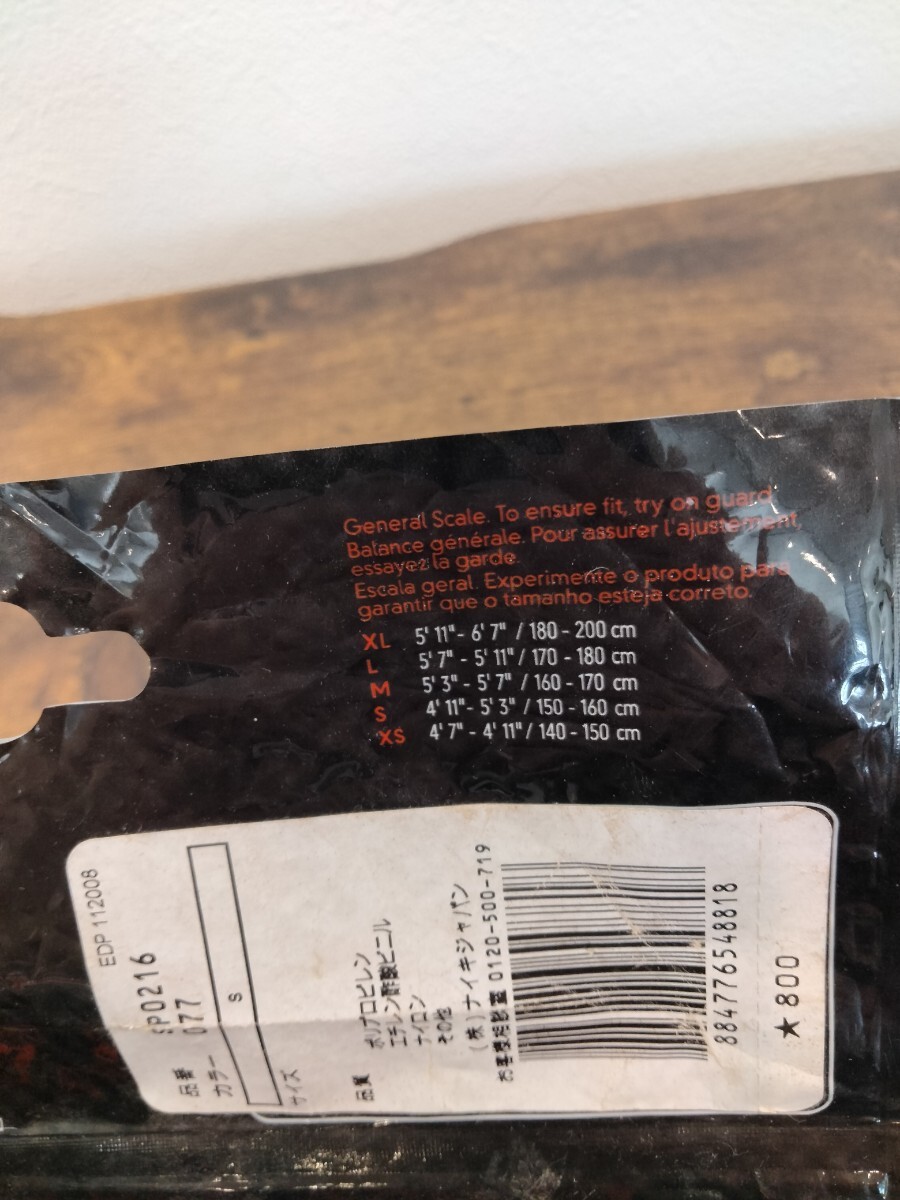 General Scale. To ensure fit, try on guard
Balance générale. Pour assurer l'ajustement
essayez la garde.
Escala geral. Experimente o produto para
garantir que o tamanho esteja correto.
XL 5' 11" - 6' 7" / 180 - 200 cm
L 5' 7" - 5' 11" / 170 - 180 cm
M 5' 3" - 5' 7" / 160 - 170 cm
S 4' 11" - 5' 3" / 150 - 160 cm
XS 4' 7" - 4' 11" / 140 - 150 cm
EDP 112008
品番 SP0216
カラー 077
サイズ S
品質 ポリプロピレン
エチレン酢酸ビニル
ナイロン
その他
(株)ナイキジャパン
お客様相談室 0120-500-719
884776548818
★800